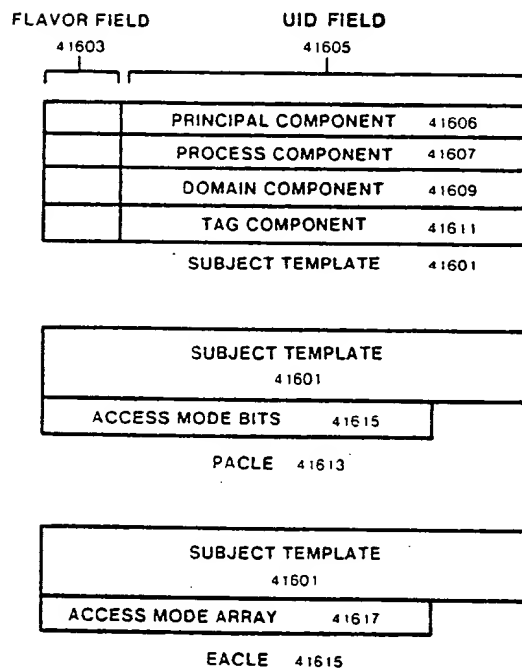 FLAVOR FIELD UID FIELD
41603 41605
PRINCIPAL COMPONENT 41606
PROCESS COMPONENT 41607
DOMAIN COMPONENT 41609
TAG COMPONENT 41611
SUBJECT TEMPLATE 41601
SUBJECT TEMPLATE
41601
ACCESS MODE BITS 41615
PACLE 41613
SUBJECT TEMPLATE
41601
ACCESS MODE ARRAY 41617
EACLE 41615